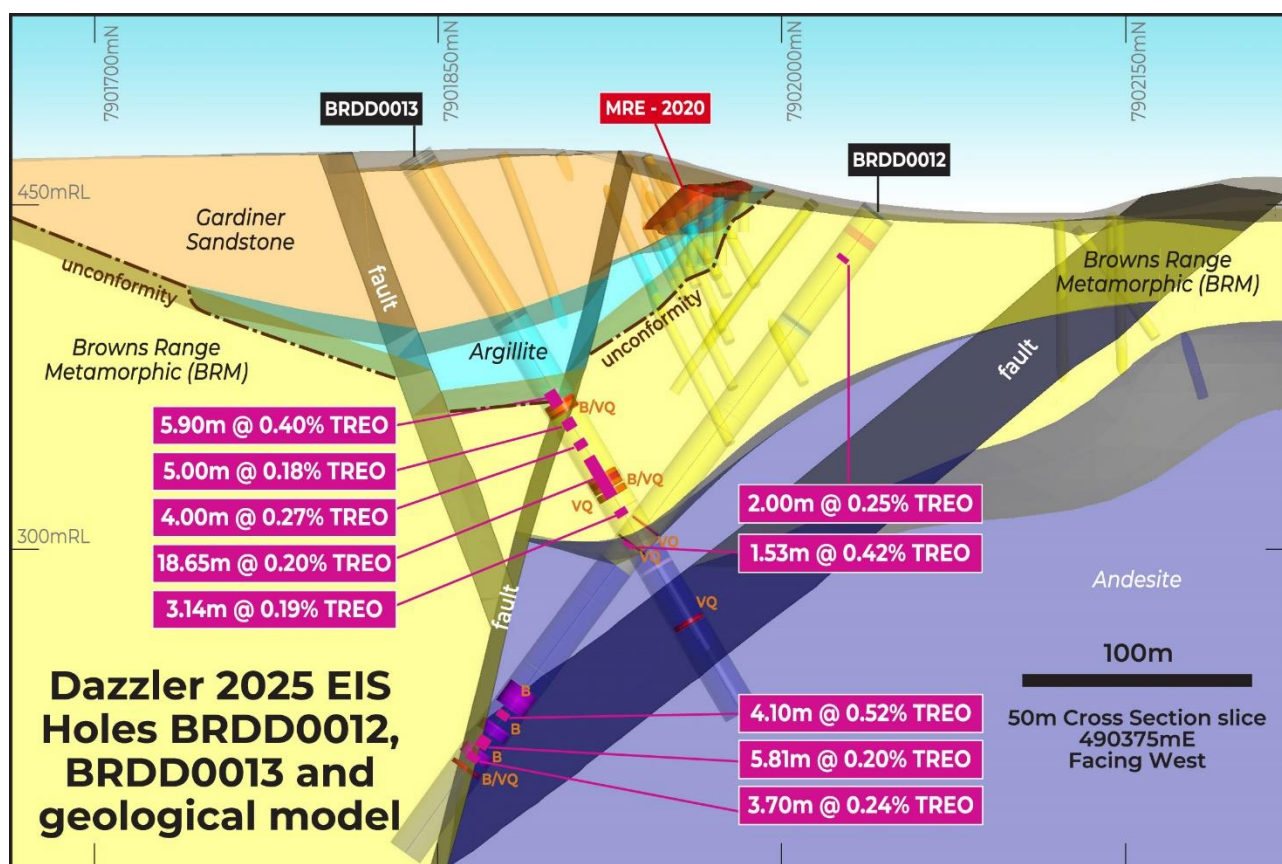 7901700mN
7901850mN
7902000mN
7902150mN
BRDD0013
MRE - 2020
BRDD0012
450mRL
Gardiner
Sandstone
unconformity
fault
Argillite
unconformity
Browns Range
Metamorphic (BRM)
Browns Range
Metamorphic (BRM)
fault
5.90m @ 0.40% TREO
B/VQ
5.00m @ 0.18% TREO
4.00m @ 0.27% TREO
B/VQ
VQ
18.65m @ 0.20% TREO
3.14m @ 0.19% TREO
2.00m @ 0.25% TREO
1.53m @ 0.42% TREO
VQ
VQ
300mRL
Andesite
fault
VQ
100m
50m Cross Section slice
490375mE
Facing West
B
B
B
B/VQ
4.10m @ 0.52% TREO
5.81m @ 0.20% TREO
3.70m @ 0.24% TREO
Dazzler 2025 EIS
Holes BRDD0012,
BRDD0013 and
geological model